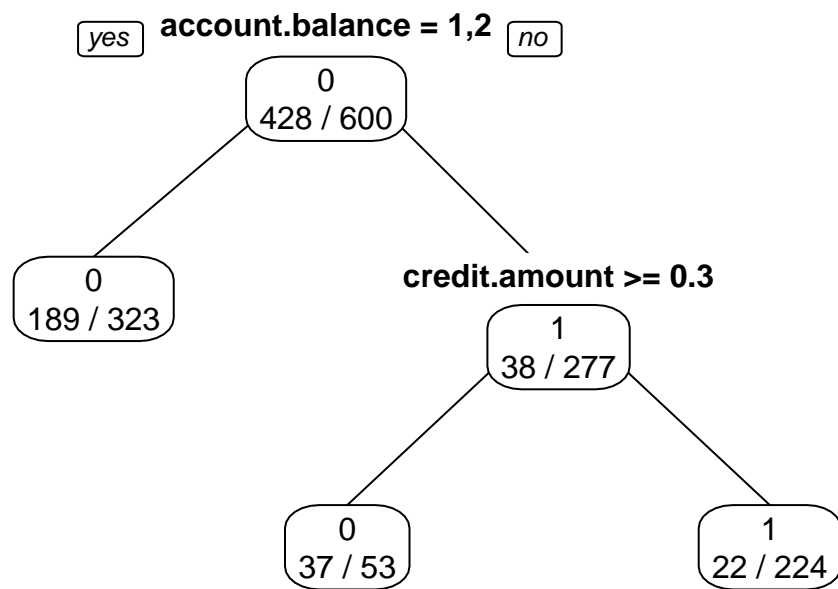 account.balance = 1,2
yes
no
0
428 / 600
0
189 / 323
credit.amount >= 0.3
1
38 / 277
0
37 / 53
1
22 / 224